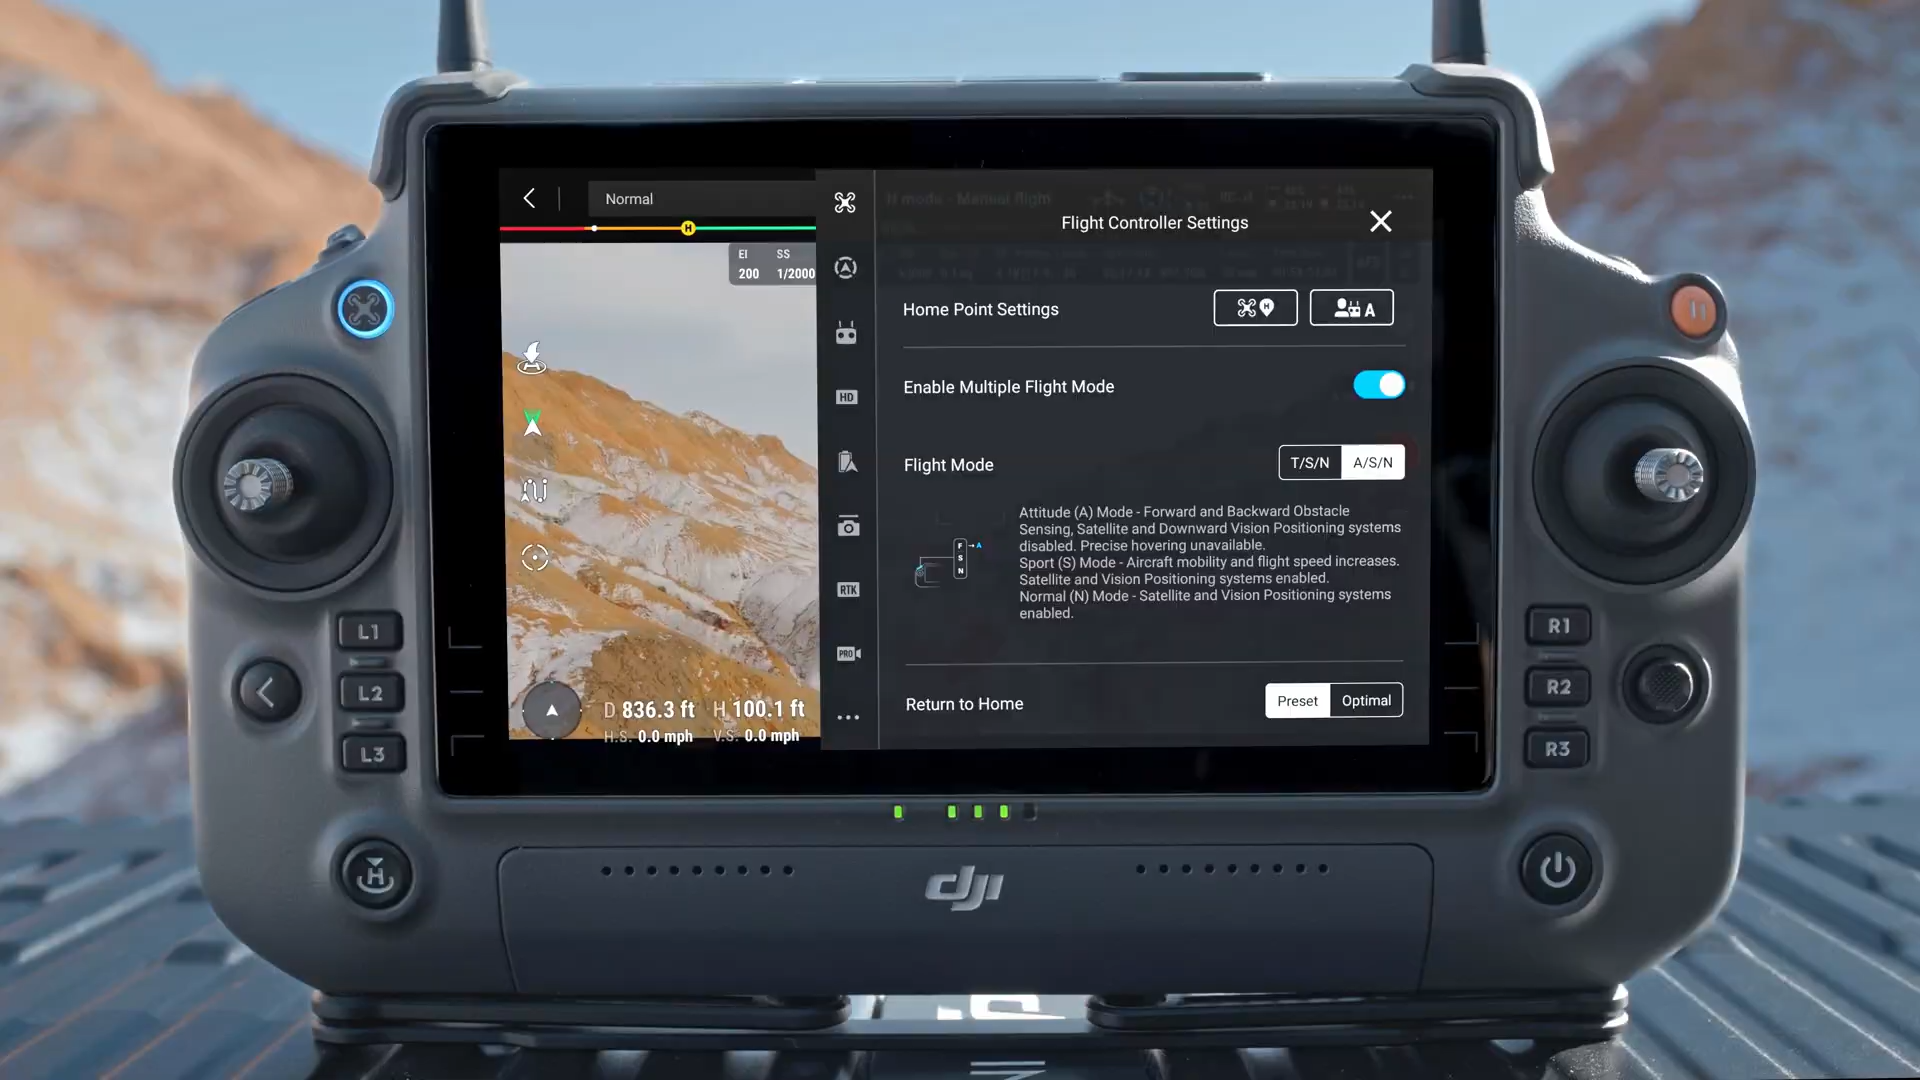 Normal
N mode - Manual flight
EI
SS
200
1/2000
HD
RTK
PRO
Flight Controller Settings
Home Point Settings
H
A
Enable Multiple Flight Mode
Flight Mode
T/S/N
A/S/N
F → A
S
N
Attitude (A) Mode - Forward and Backward Obstacle
Sensing, Satellite and Downward Vision Positioning systems
disabled. Precise hovering unavailable.
Sport (S) Mode - Aircraft mobility and flight speed increases.
Satellite and Vision Positioning systems enabled.
Normal (N) Mode - Satellite and Vision Positioning systems
enabled.
Return to Home
Preset
Optimal
D 836.3 ft
H 100.1 ft
H.S. 0.0 mph
V.S. 0.0 mph
L1
L2
L3
R1
R2
R3
H
dji